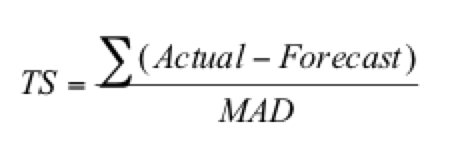 TS = ∑(Actual – Forecast)
MAD